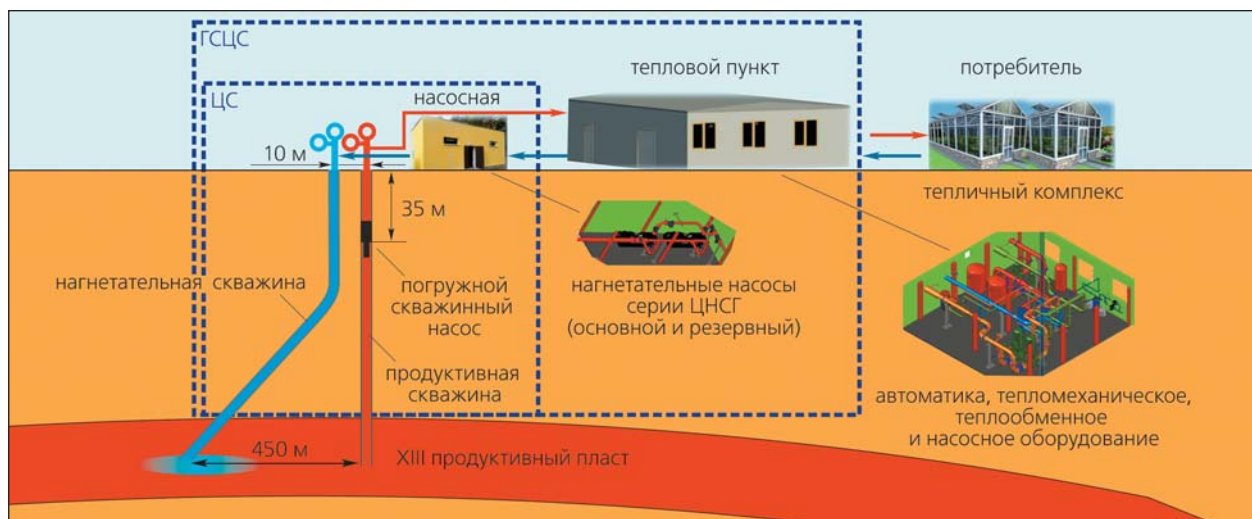 ГСЦС
ЦС
насосная
тепловой пункт
потребитель
10 м
35 м
тепличный комплекс
нагнетательная скважина
погружной
скважинный
насос
нагнетательные насосы
серии ЦНСГ
(основной и резервный)
продуктивная
скважина
автоматика, тепломеханическое,
теплообменное
и насосное оборудование
450 м
XIII продуктивный пласт